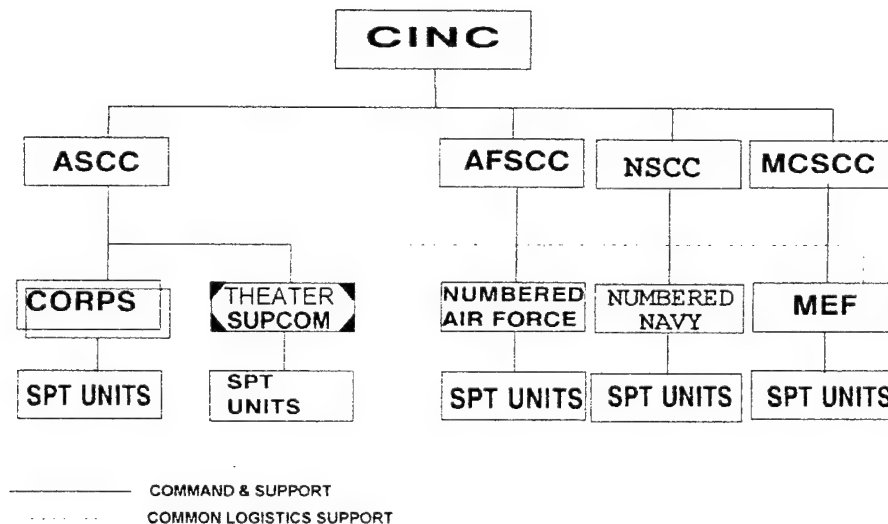 CINC
ASCC
AFSCC
NSCC
MCSCC
CORPS
THEATER
SUPCOM
NUMBERED
AIR FORCE
NUMBERED
NAVY
MEF
SPT UNITS
SPT
UNITS
SPT UNITS
SPT UNITS
SPT UNITS
COMMAND & SUPPORT
COMMON LOGISTICS SUPPORT